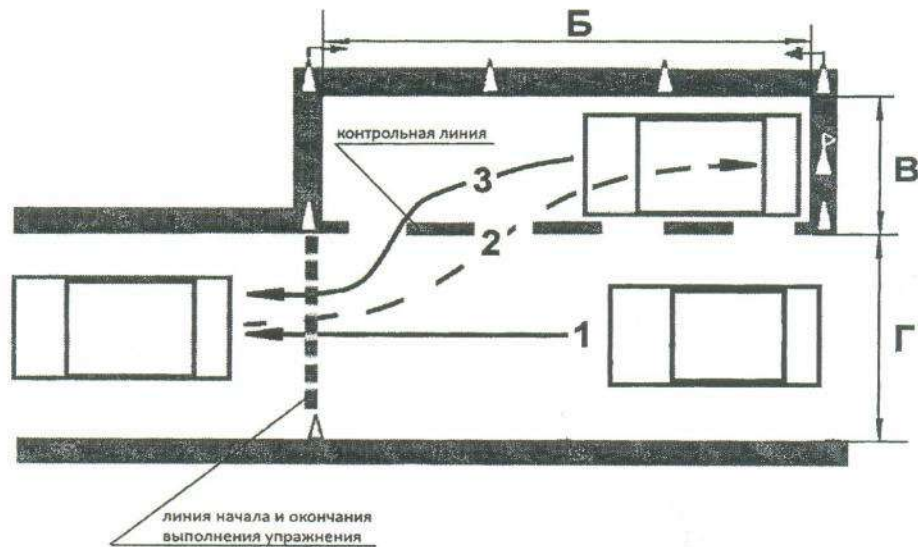 Б
контрольная линия
В
3
2
1
Г
линия начала и окончания
выполнения упражнения